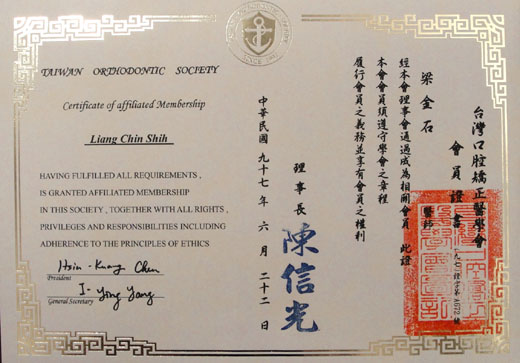 SINCE
TAIWAN ORTHODONTIC SOCIETY
Certificate of affiliated Membership
Liang Chin Shih
HAVING FULFILLED ALL REQUIREMENTS ,
IS GRANTED AFFILIATED MEMBERSHIP
IN THIS SOCIETY , TOGETHER WITH ALL RIGHTS ,
PRIVILEGES AND RESPONSIBILITIES INCLUDING
ADHERENCE TO THE PRINCIPLES OF ETHICS
Hsin-Kuang Chen
President
I-Ying Yang
General Secretary
台灣口腔矯正醫學會
會員證書
梁金石 醫師
經本會理事會通過成為相關會員 此證
本會會員須遵守學會之章程
履行會員之義務並享有會員之權利
理事長 陳信光
中華民國九十七年六月二十二日